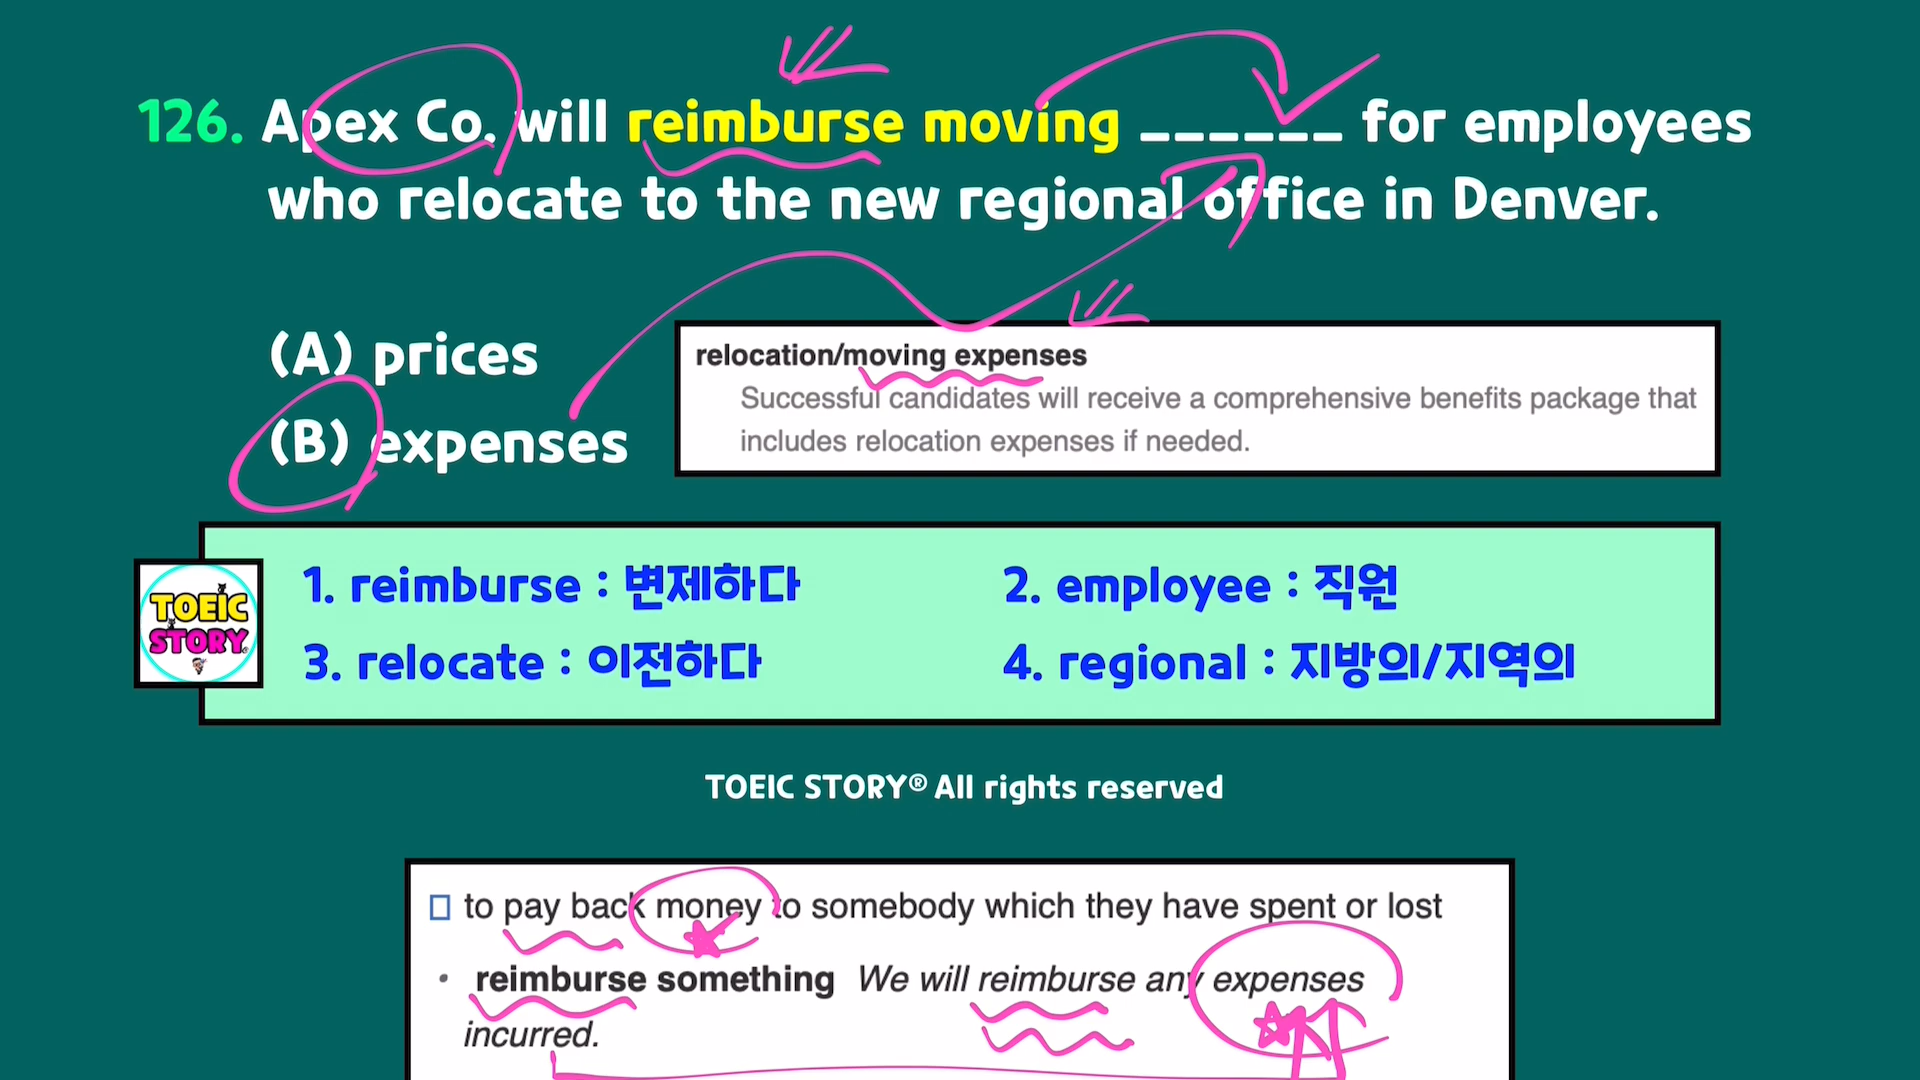 126. Apex Co. will reimburse moving ______ for employees
who relocate to the new regional office in Denver.
(A) prices
(B) expenses
relocation/moving expenses
Successful candidates will receive a comprehensive benefits package that
includes relocation expenses if needed.
TOEIC
STORY®
1. reimburse : 변제하다
2. employee : 직원
3. relocate : 이전하다
4. regional : 지방의/지역의
TOEIC STORY® All rights reserved
to pay back money to somebody which they have spent or lost
• reimburse something We will reimburse any expenses
incurred.